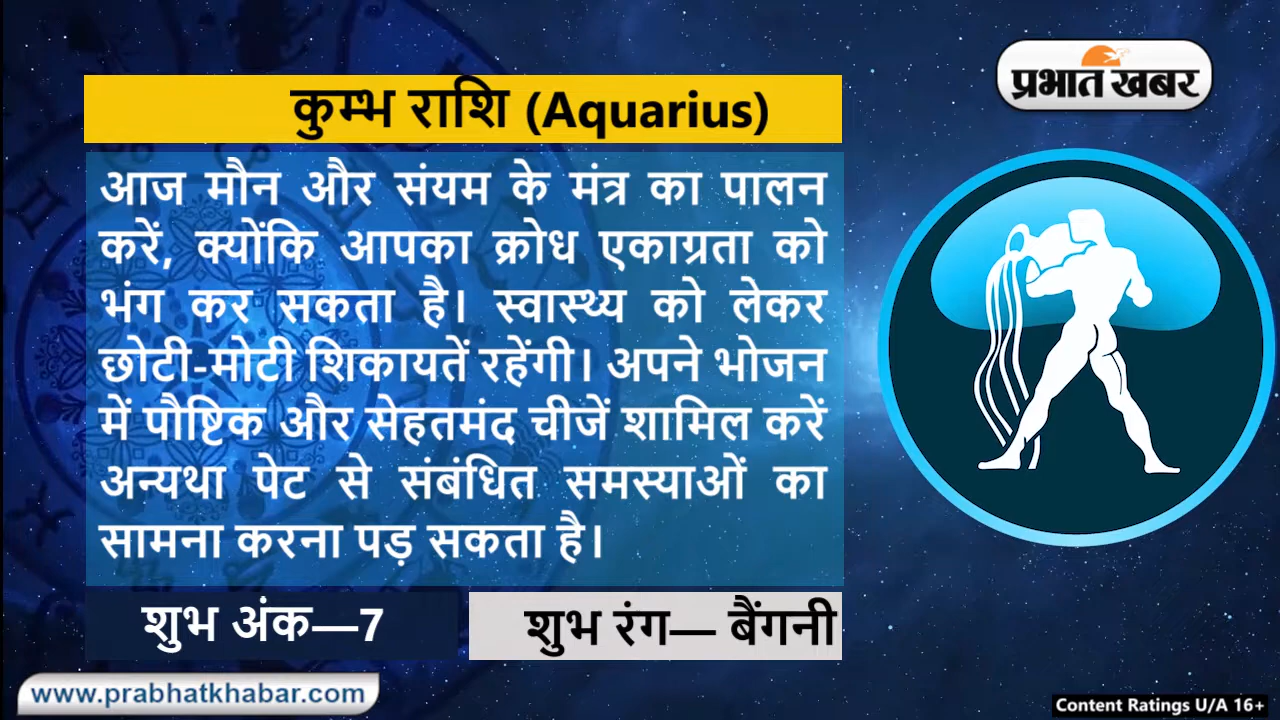 प्रभात खबर
कुम्भ राशि (Aquarius)
आज मौन और संयम के मंत्र का पालन
करें, क्योंकि आपका क्रोध एकाग्रता को
भंग कर सकता है। स्वास्थ्य को लेकर
छोटी-मोटी शिकायतें रहेंगी। अपने भोजन
में पौष्टिक और सेहतमंद चीजें शामिल करें
अन्यथा पेट से संबंधित समस्याओं का
सामना करना पड़ सकता है।
शुभ अंक—7
शुभ रंग— बैंगनी
www.prabhatkhabar.com
Content Ratings U/A 16+